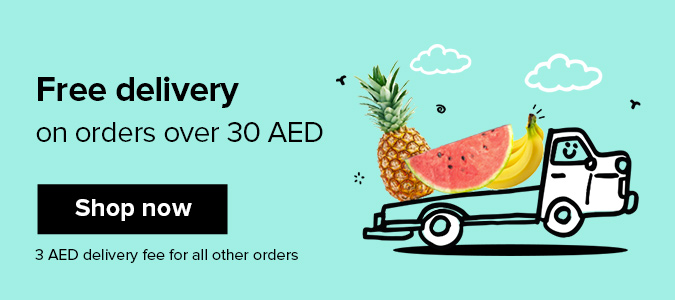 Free delivery
on orders over 30 AED
Shop now
3 AED delivery fee for all other orders